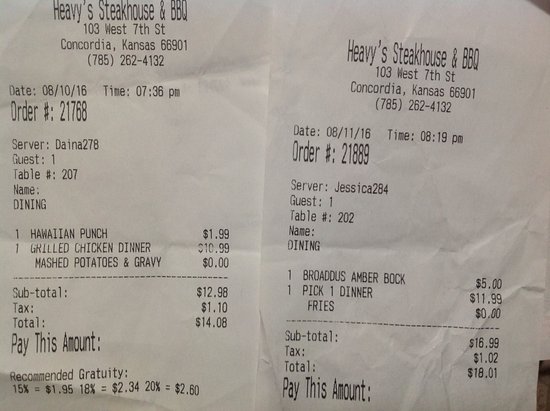 Heavy's Steakhouse & BBQ
103 West 7th St
Concordia, Kansas 66901
(785) 262-4132
Date: 08/10/16 Time: 07:36 pm
Order #: 21768
Server: Daina278
Guest: 1
Table #: 207
Name:
DINING
1 HAWAIIAN PUNCH $1.99
1 GRILLED CHICKEN DINNER $10.99
MASHED POTATOES & GRAVY $0.00
Sub-total: $12.98
Tax: $1.10
Total: $14.08
Pay This Amount:
Recommended Gratuity:
15% = $1.95 18% = $2.34 20% = $2.60
Heavy's Steakhouse & BBQ
103 West 7th St
Concordia, Kansas 66901
(785) 262-4132
Date: 08/11/16 Time: 08:19 pm
Order #: 21889
Server: Jessica284
Guest: 1
Table #: 202
Name:
DINING
1 BROADDUS AMBER BOCK $5.00
1 PICK 1 DINNER $11.99
FRIES $0.00
Sub-total: $16.99
Tax: $1.02
Total: $18.01
Pay This Amount: